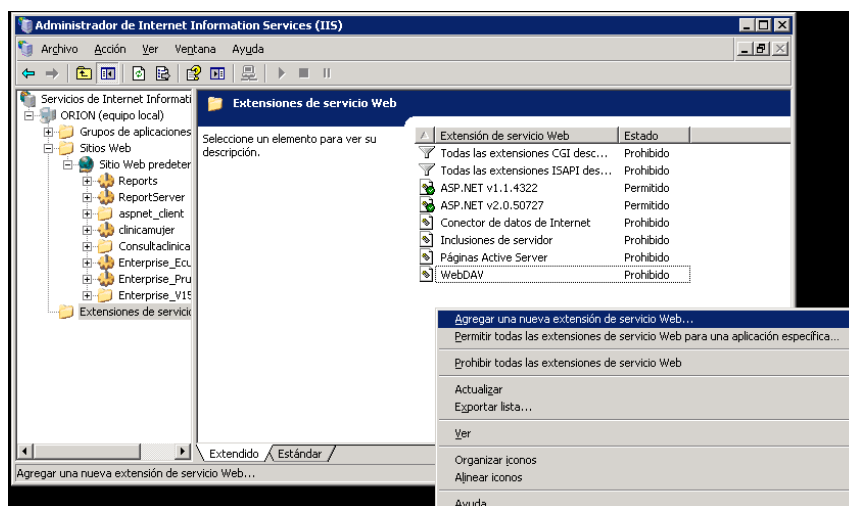 Administrador de Internet Information Services (IIS)
Archivo Acción Ver Ventana Ayuda
Servicios de Internet Informati
ORION (equipo local)
Grupos de aplicaciones
Sitios Web
Sitio Web predeter
Reports
ReportServer
aspnet_client
clinicamujer
Consultaclinica
Enterprise_Ecu
Enterprise_Pru
Enterprise_V15
Extensiones de servicio
Extensiones de servicio Web
Seleccione un elemento para ver su
descripción.
Extensión de servicio Web Estado
Todas las extensiones CGI desc... Prohibido
Todas las extensiones ISAPI des... Prohibido
ASP.NET v1.1.4322 Permitido
ASP.NET v2.0.50727 Permitido
Conector de datos de Internet Prohibido
Inclusiones de servidor Prohibido
Páginas Active Server Prohibido
WebDAV Prohibido
Agregar una nueva extensión de servicio Web...
Permitir todas las extensiones de servicio Web para una aplicación específica...
Prohibir todas las extensiones de servicio Web
Actualizar
Exportar lista...
Ver
Organizar iconos
Alinear iconos
Ayuda
Extendido Estándar
Agregar una nueva extensión de servicio Web...